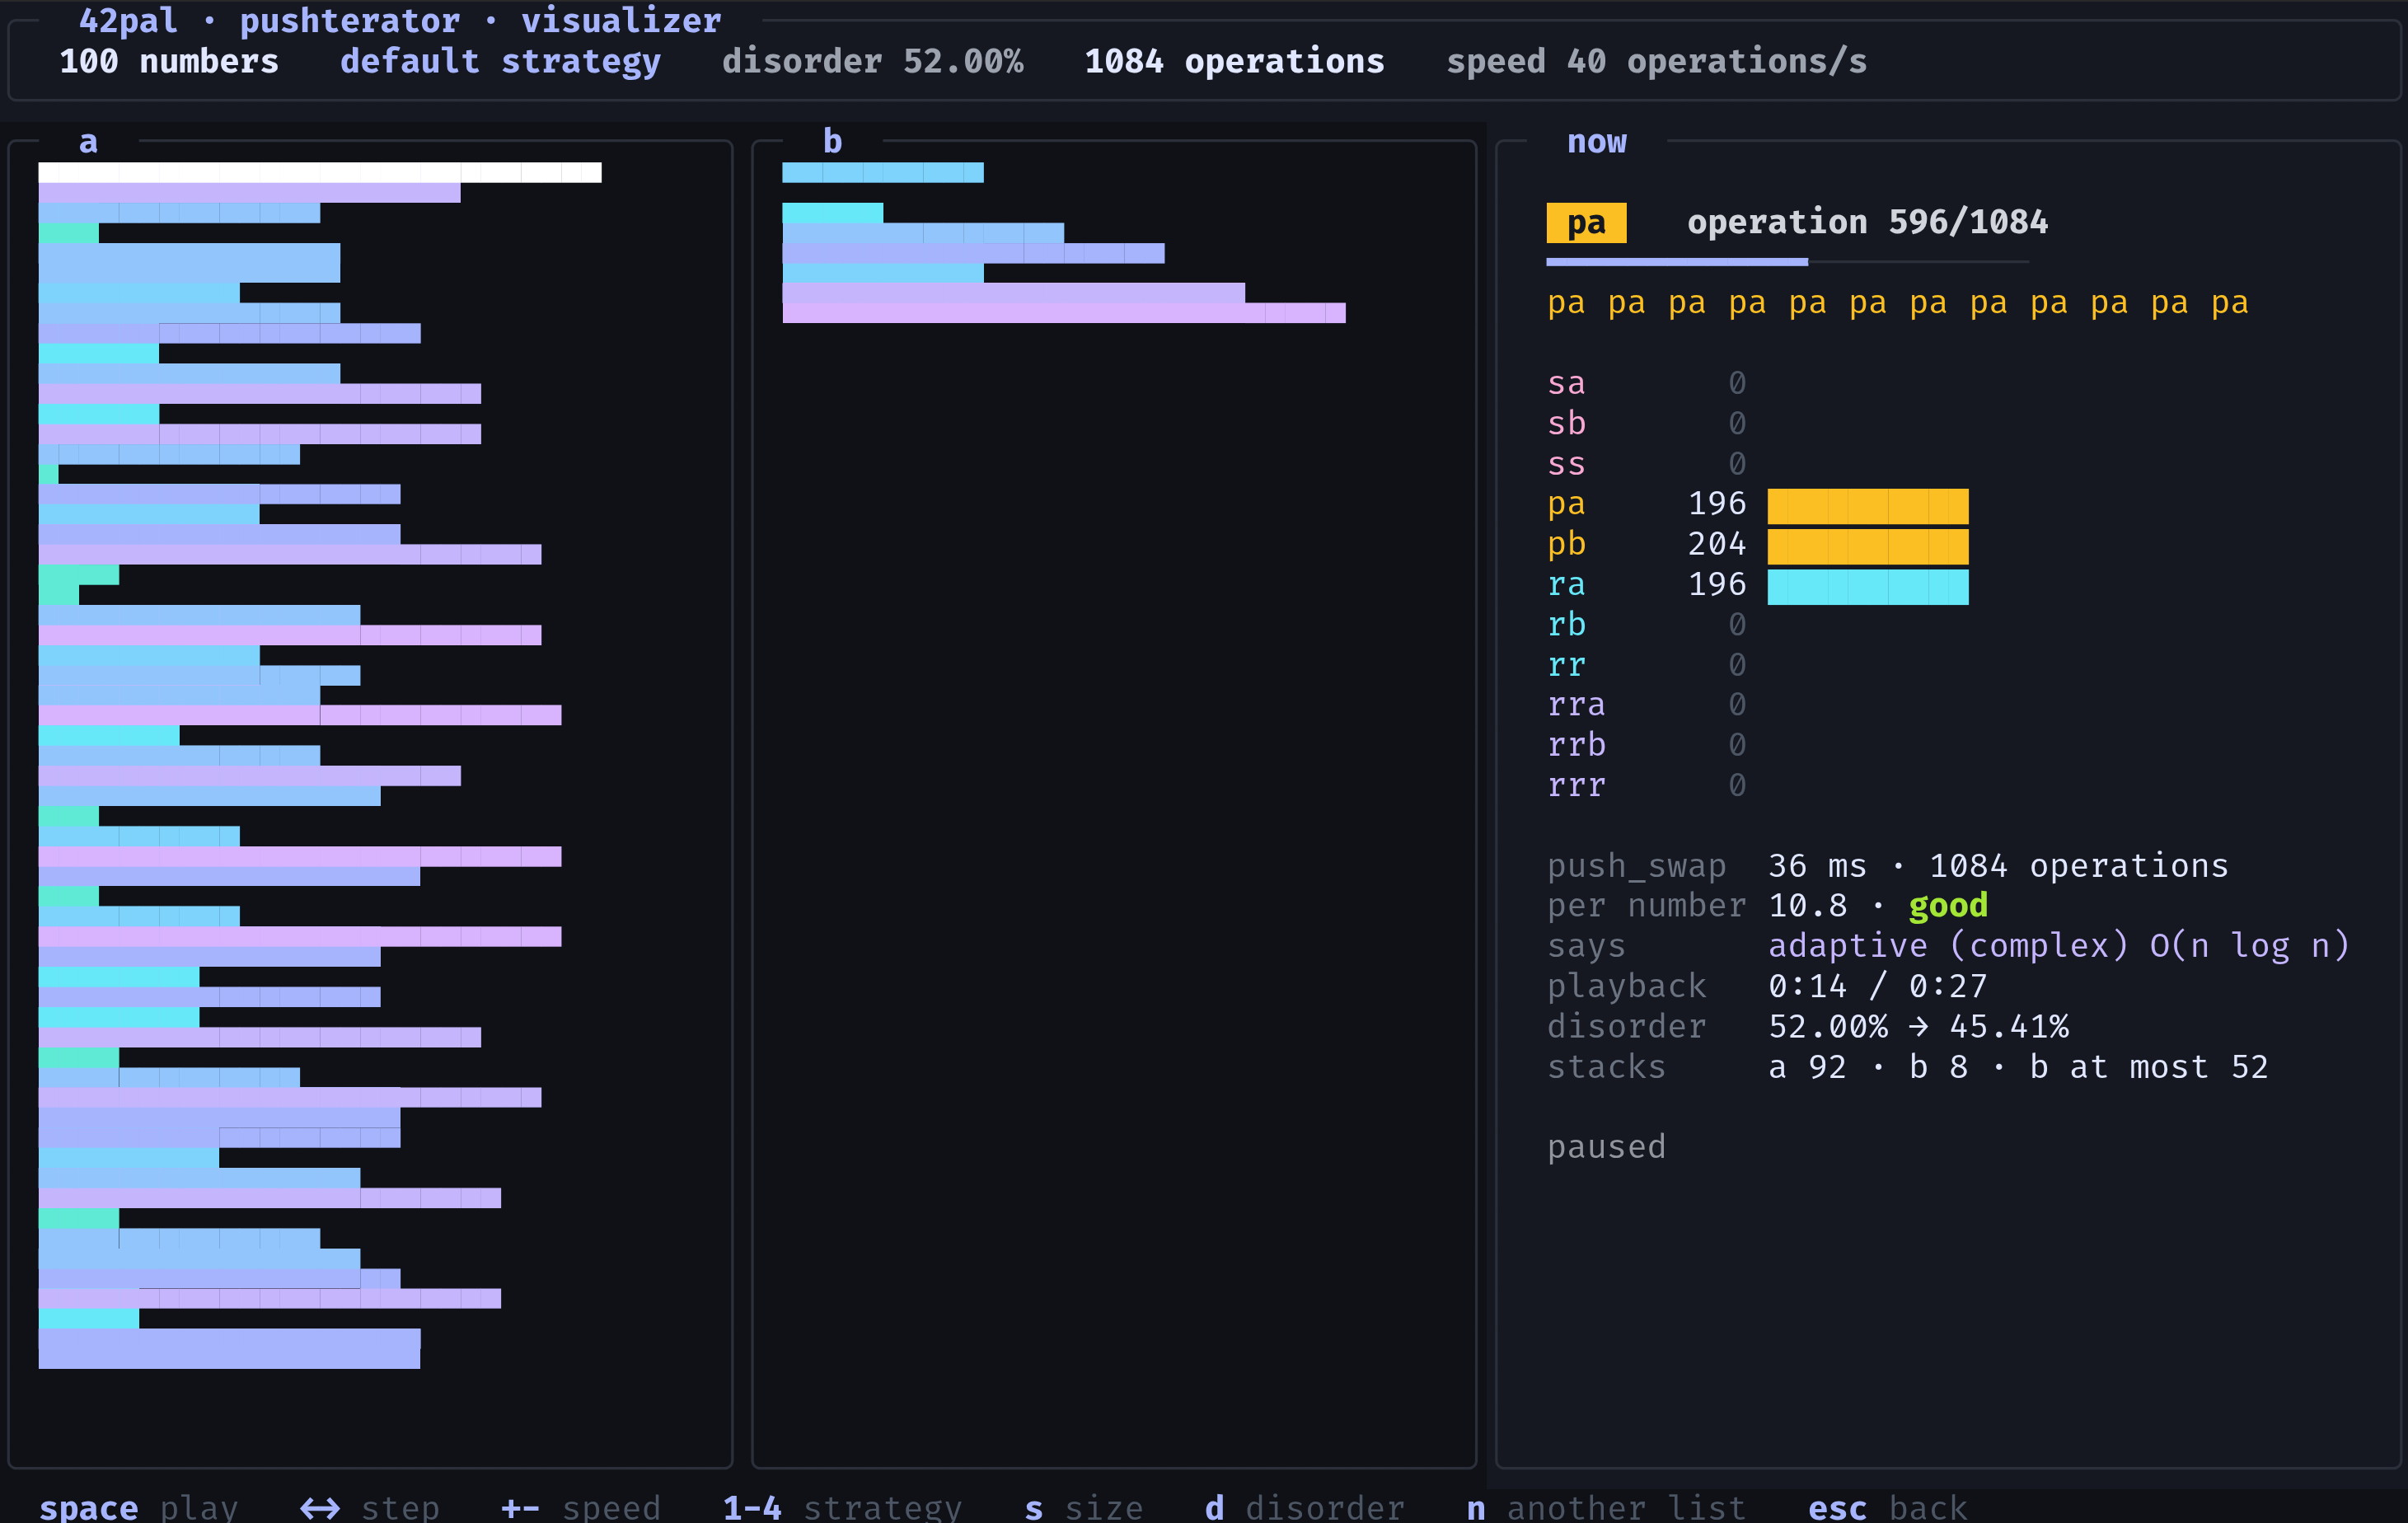 42pal · pushterator · visualizer
100 numbers default strategy disorder 52.00% 1084 operations speed 40 operations/s
a
b
now
pa operation 596/1084
pa pa pa pa pa pa pa pa pa pa pa pa
sa 0
sb 0
ss 0
pa 196
pb 204
ra 196
rb 0
rr 0
rra 0
rrb 0
rrr 0
push_swap 36 ms · 1084 operations
per number 10.8 · good
says adaptive (complex) O(n log n)
playback 0:14 / 0:27
disorder 52.00% → 45.41%
stacks a 92 · b 8 · b at most 52
paused
space play ↔ step +- speed 1-4 strategy s size d disorder n another list esc back